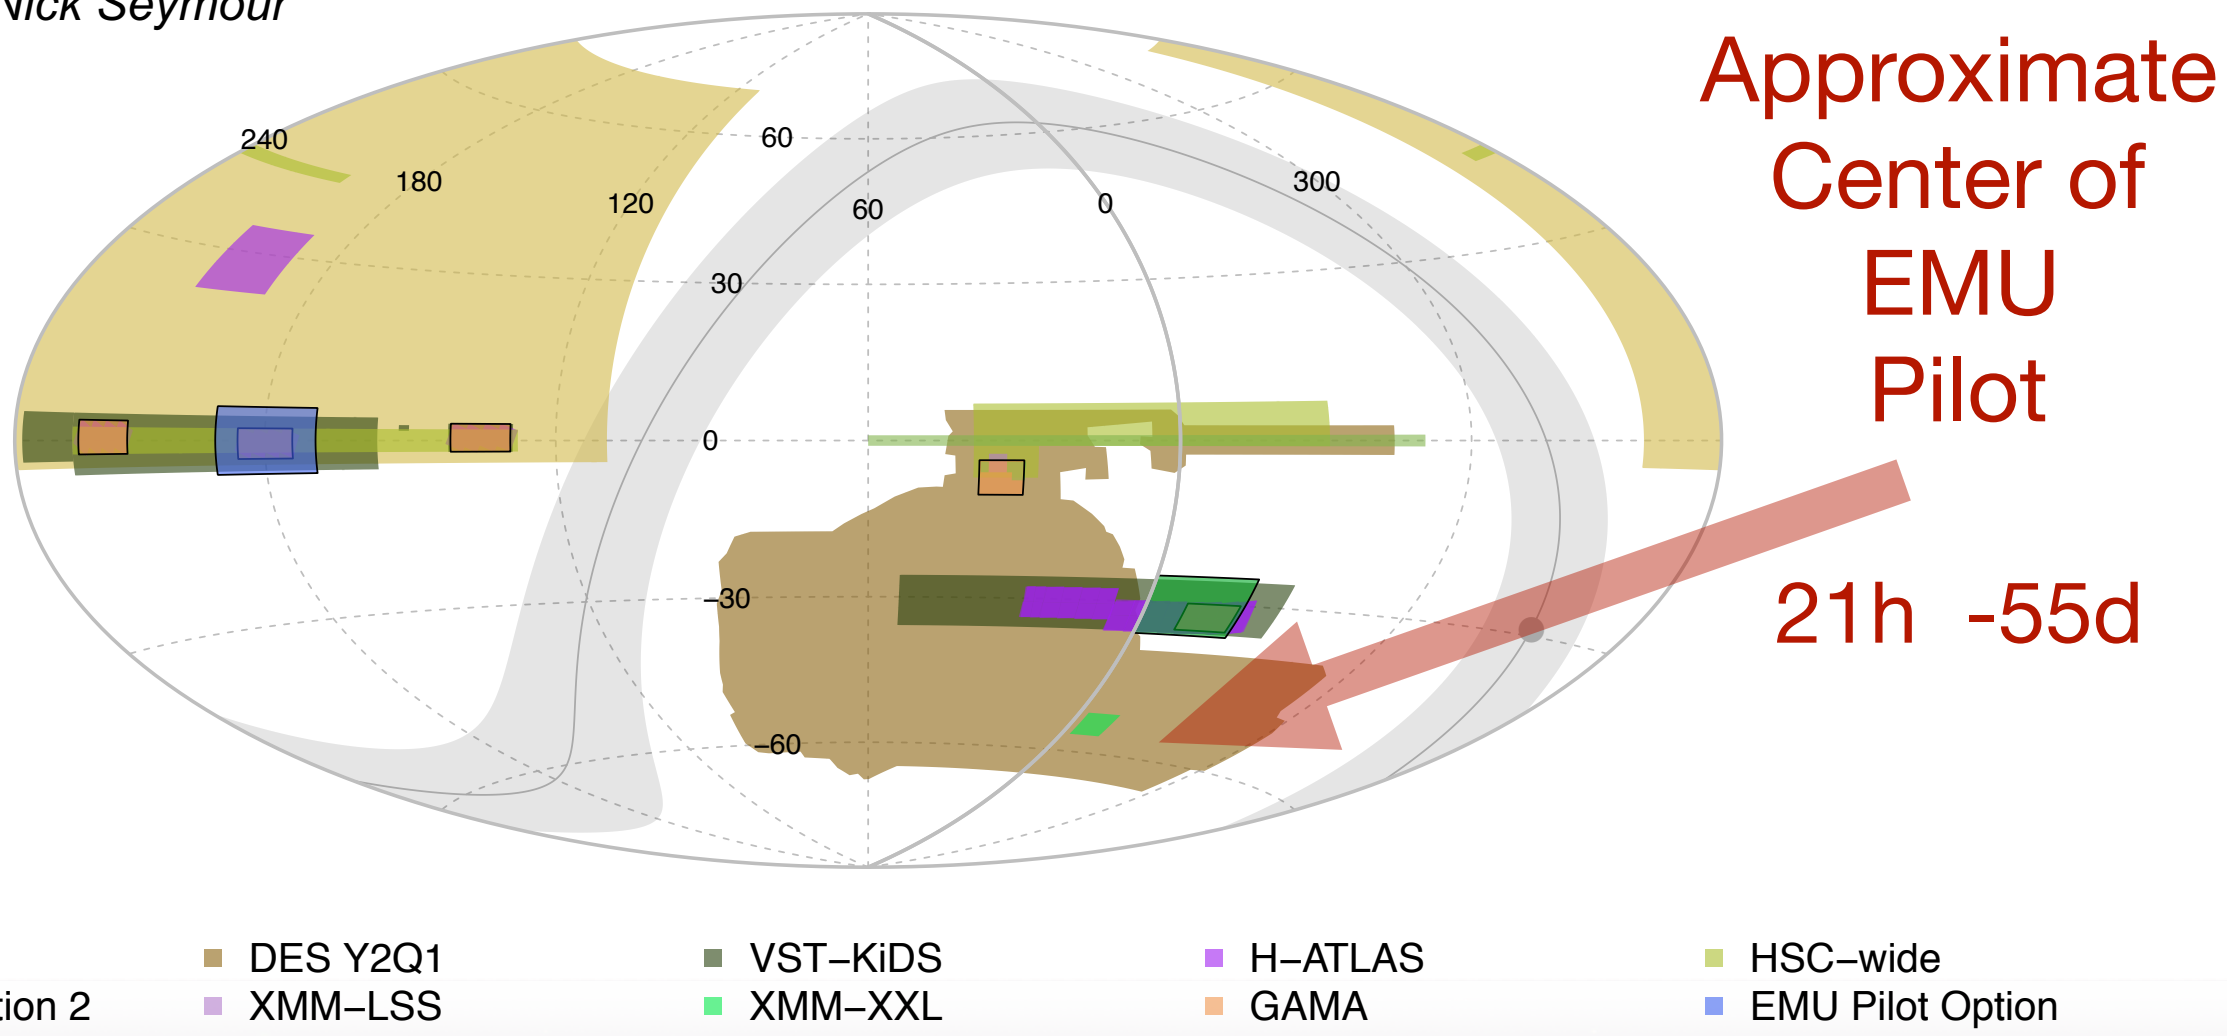 Nick Seymour
Approximate
Center of
EMU
Pilot
21h -55d
240
180
120
60
60
0
300
30
0
−30
−60
DES Y2Q1
VST−KiDS
H−ATLAS
HSC−wide
tion 2
XMM−LSS
XMM−XXL
GAMA
EMU Pilot Option